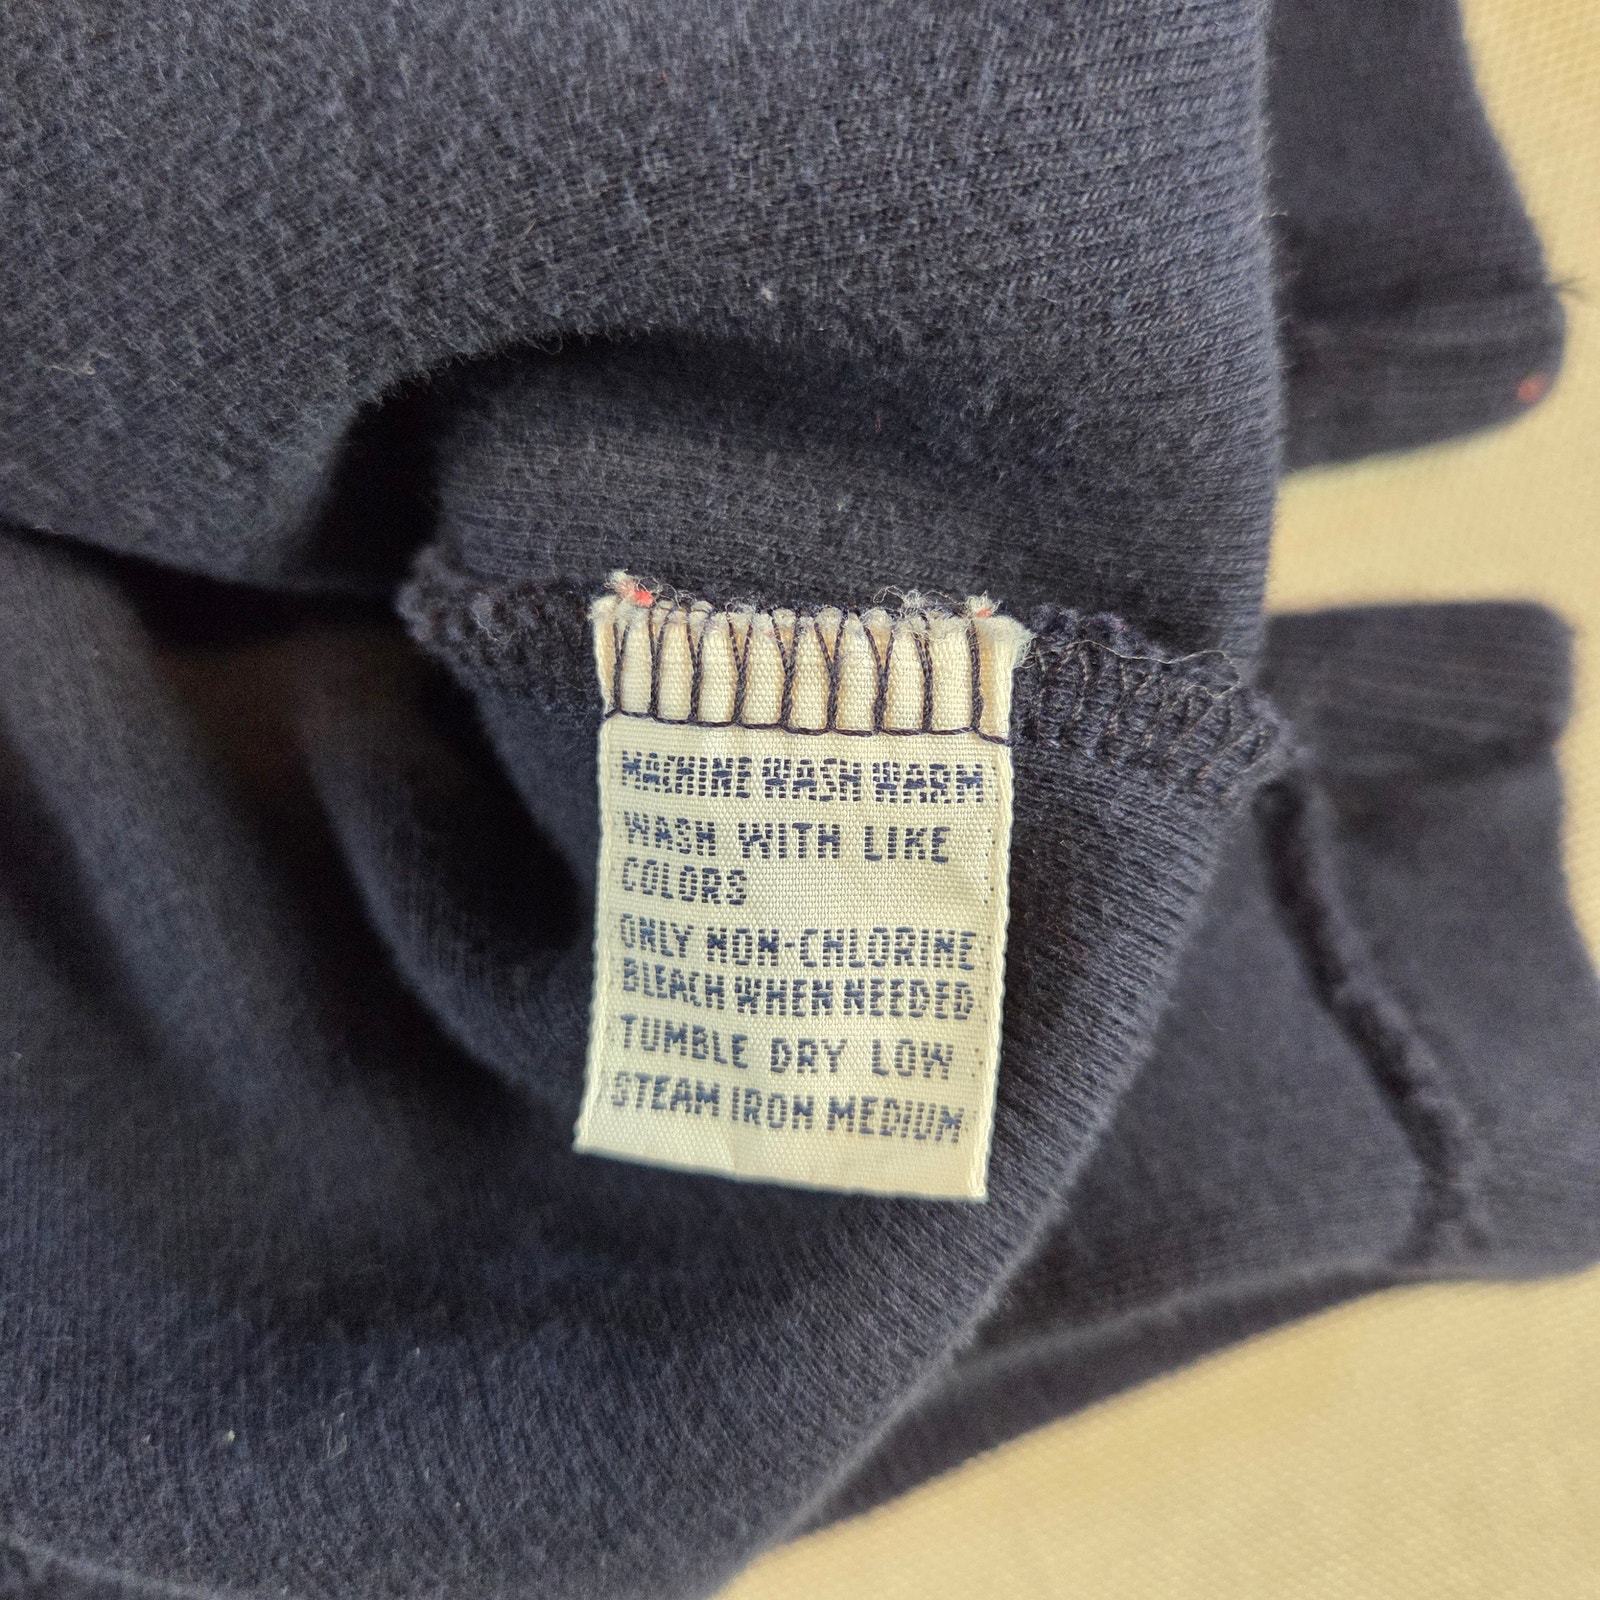 MACHINE WASH WARM
WASH WITH LIKE
COLORS
ONLY NON-CHLORINE
BLEACH WHEN NEEDED
TUMBLE DRY LOW
STEAM IRON MEDIUM